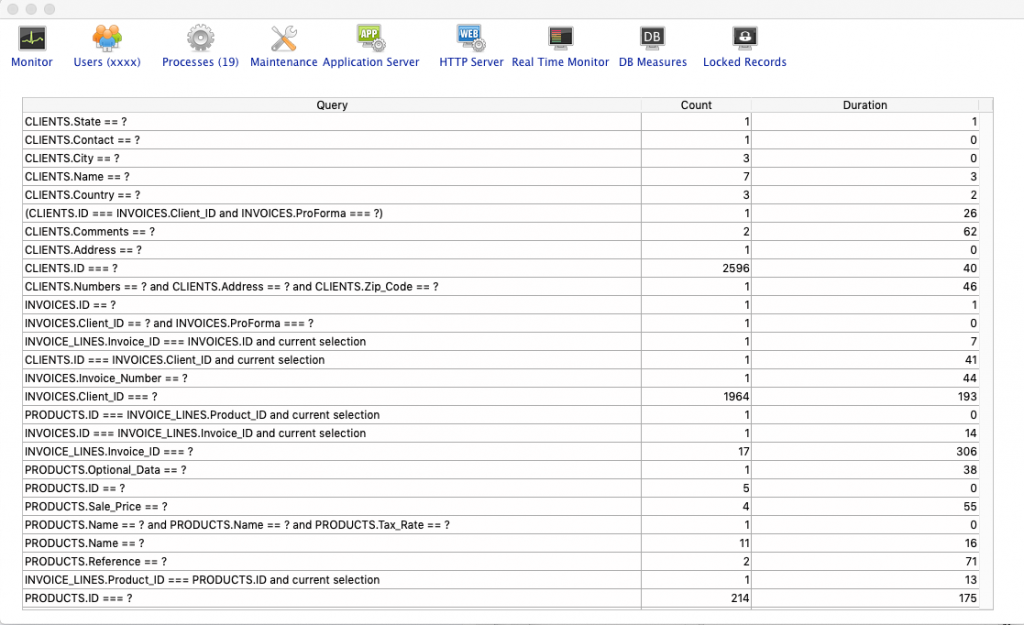 APP WEB DB
Monitor Users (xxxx) Processes (19) Maintenance Application Server HTTP Server Real Time Monitor DB Measures Locked Records
Query Count Duration
CLIENTS.State == ? 1 1
CLIENTS.Contact == ? 1 0
CLIENTS.City == ? 3 0
CLIENTS.Name == ? 7 3
CLIENTS.Country == ? 3 2
(CLIENTS.ID === INVOICES.Client_ID and INVOICES.ProForma === ?) 1 26
CLIENTS.Comments == ? 2 62
CLIENTS.Address == ? 1 0
CLIENTS.ID === ? 2596 40
CLIENTS.Numbers == ? and CLIENTS.Address == ? and CLIENTS.Zip_Code == ? 1 46
INVOICES.ID == ? 1 1
INVOICES.Client_ID == ? and INVOICES.ProForma === ? 1 0
INVOICE_LINES.Invoice_ID === INVOICES.ID and current selection 1 7
CLIENTS.ID === INVOICES.Client_ID and current selection 1 41
INVOICES.Invoice_Number == ? 1 44
INVOICES.Client_ID === ? 1964 193
PRODUCTS.ID === INVOICE_LINES.Product_ID and current selection 1 0
INVOICES.ID === INVOICE_LINES.Invoice_ID and current selection 1 14
INVOICE_LINES.Invoice_ID === ? 17 306
PRODUCTS.Optional_Data == ? 1 38
PRODUCTS.ID == ? 5 0
PRODUCTS.Sale_Price == ? 4 55
PRODUCTS.Name == ? and PRODUCTS.Name == ? and PRODUCTS.Tax_Rate == ? 1 0
PRODUCTS.Name == ? 11 16
PRODUCTS.Reference == ? 2 71
INVOICE_LINES.Product_ID === PRODUCTS.ID and current selection 1 13
PRODUCTS.ID === ? 214 175